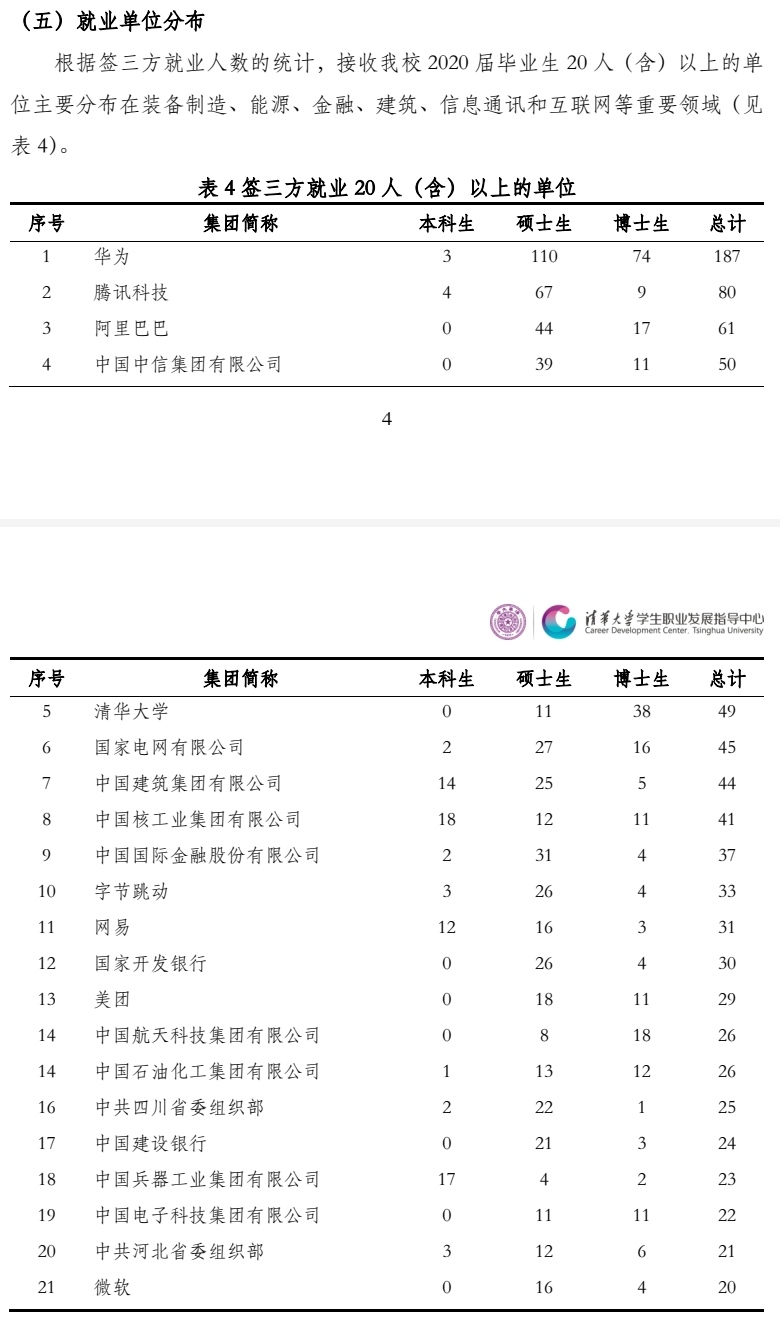 （五）就业单位分布
根据签三方就业人数的统计，接收我校 2020 届毕业生 20 人（含）以上的单
位主要分布在装备制造、能源、金融、建筑、信息通讯和互联网等重要领域（见
表 4）。
表 4 签三方就业 20 人（含）以上的单位
序号 集团简称 本科生 硕士生 博士生 总计
1 华为 3 110 74 187
2 腾讯科技 4 67 9 80
3 阿里巴巴 0 44 17 61
4 中国中信集团有限公司 0 39 11 50
4
清华大学学生职业发展指导中心
Career Development Center, Tsinghua University
序号 集团简称 本科生 硕士生 博士生 总计
5 清华大学 0 11 38 49
6 国家电网有限公司 2 27 16 45
7 中国建筑集团有限公司 14 25 5 44
8 中国核工业集团有限公司 18 12 11 41
9 中国国际金融股份有限公司 2 31 4 37
10 字节跳动 3 26 4 33
11 网易 12 16 3 31
12 国家开发银行 0 26 4 30
13 美团 0 18 11 29
14 中国航天科技集团有限公司 0 8 18 26
14 中国石油化工集团有限公司 1 13 12 26
16 中共四川省委组织部 2 22 1 25
17 中国建设银行 0 21 3 24
18 中国兵器工业集团有限公司 17 4 2 23
19 中国电子科技集团有限公司 0 11 11 22
20 中共河北省委组织部 3 12 6 21
21 微软 0 16 4 20